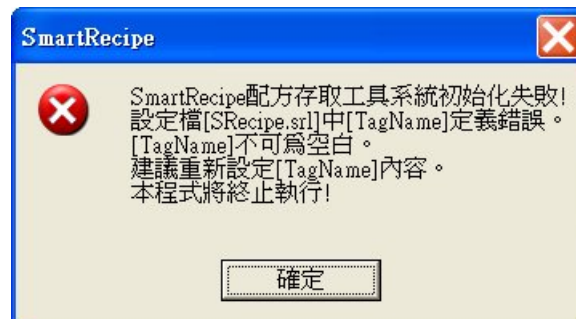 SmartRecipe
SmartRecipe配方存取工具系統初始化失敗!
設定檔[SRecipe.srl]中[TagName]定義錯誤。
[TagName]不可為空白。
建議重新設定[TagName]內容。
本程式將終止執行!
確定